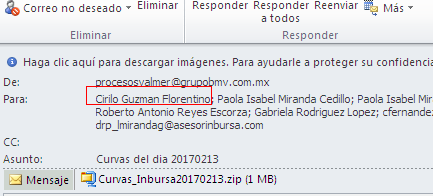 Correo no deseado
Eliminar
Responder
Responder a todos
Reenviar
Más
Eliminar
Responder
Haga clic aquí para descargar imágenes. Para ayudarle a proteger su confidencia
De: procesosvalmer@grupobmv.com.mx
Para: Cirilo Guzman Florentino; Paola Isabel Miranda Cedillo; Paola Is
Roberto Antonio Reyes Escorza; Gabriela Rodriguez Lopez; cfernandez
drp_lmirandag@asesorinbursa.com
CC:
Asunto: Curvas del dia 20170213
Mensaje
Curvas_Inbursa20170213.zip (1 MB)